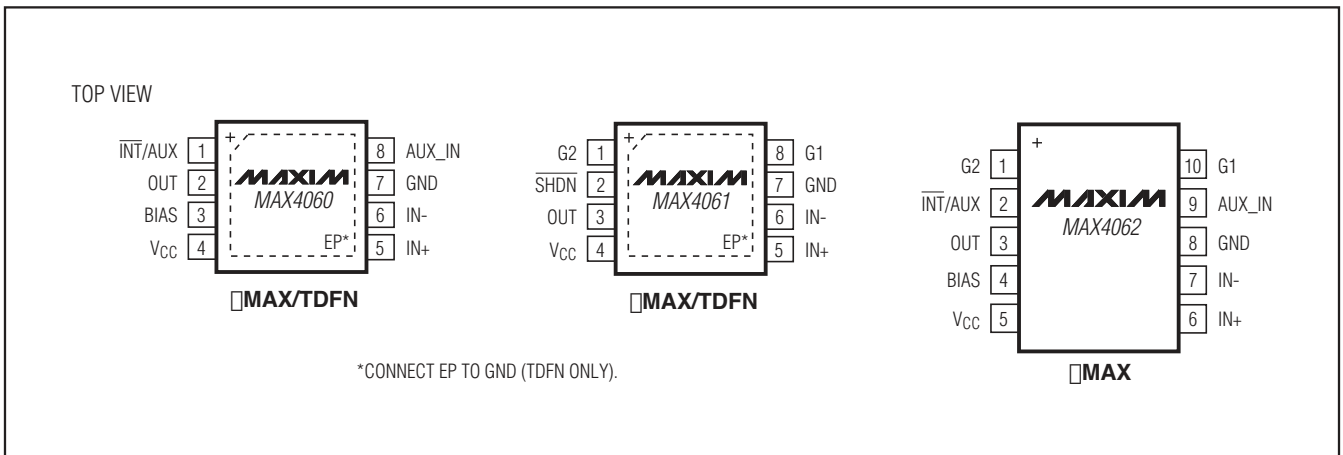 TOP VIEW
INT/AUX 1
OUT 2
BIAS 3
VCC 4
+
MAXIM
MAX4060
EP*
8 AUX_IN
7 GND
6 IN-
5 IN+
▯MAX/TDFN
G2 1
SHDN 2
OUT 3
VCC 4
+
MAXIM
MAX4061
EP*
8 G1
7 GND
6 IN-
5 IN+
▯MAX/TDFN
G2 1
INT/AUX 2
OUT 3
BIAS 4
VCC 5
+
MAXIM
MAX4062
10 G1
9 AUX_IN
8 GND
7 IN-
6 IN+
▯MAX
*CONNECT EP TO GND (TDFN ONLY).